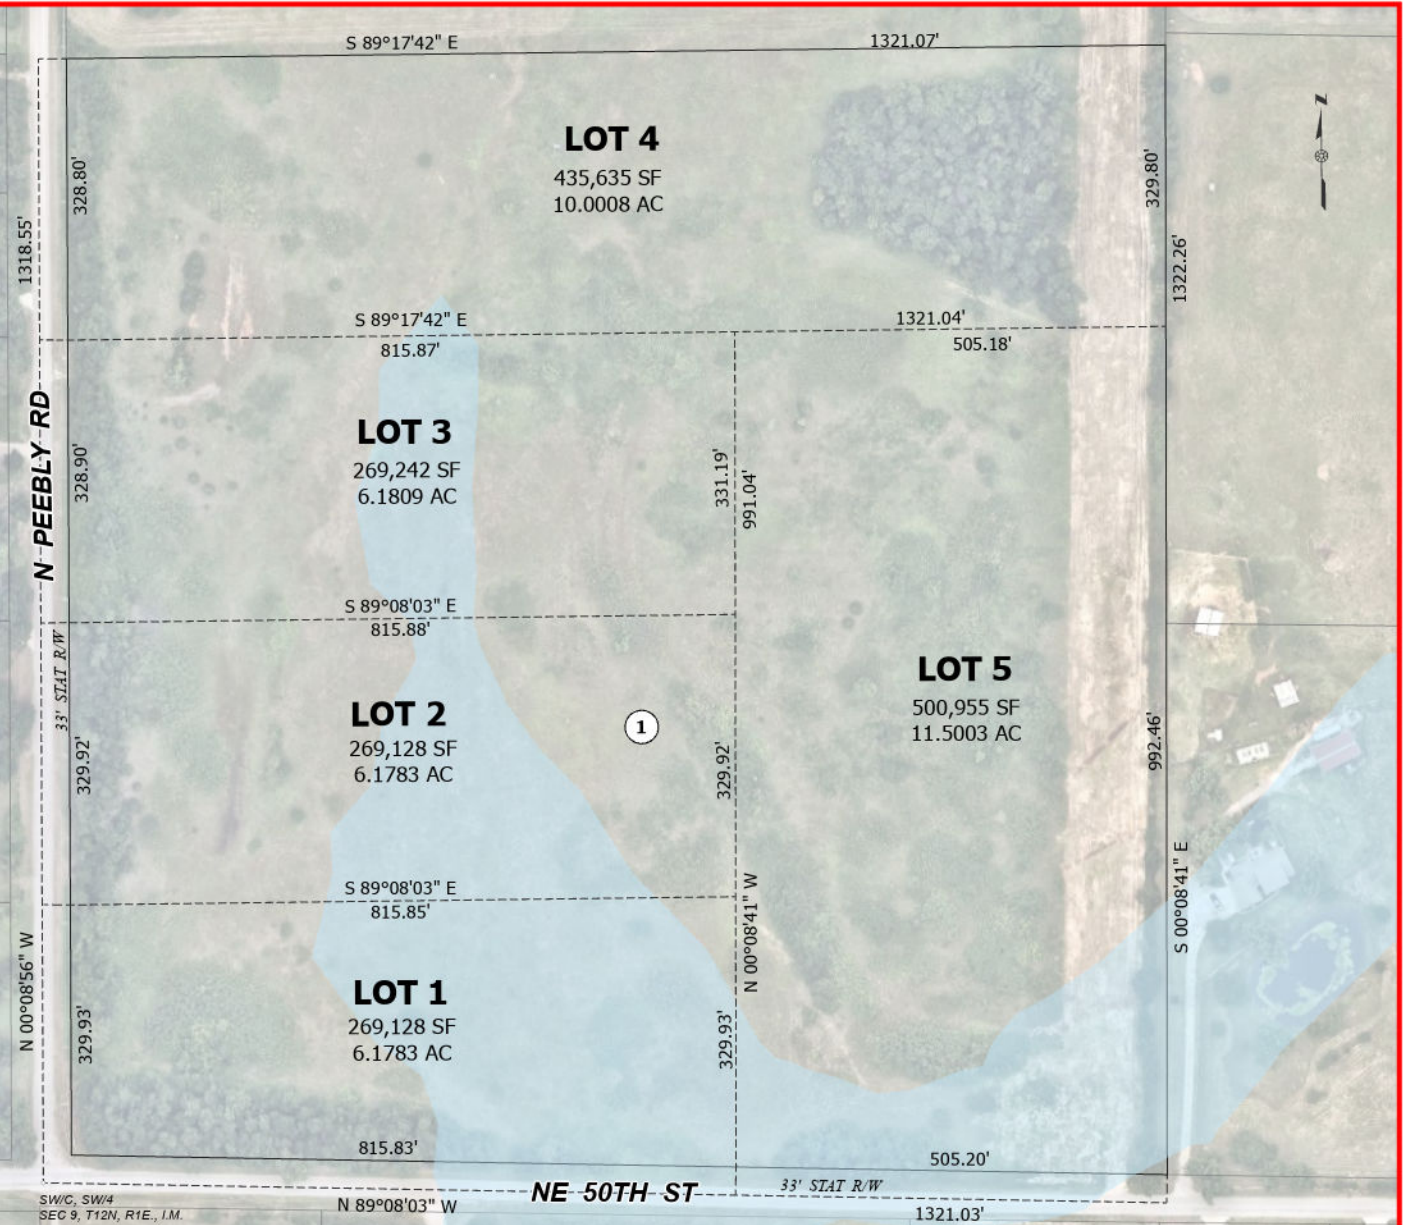 S 89°17'42" E
1321.07'
LOT 4
435,635 SF
10.0008 AC
328.80'
329.80'
1318.55'
1322.26'
Z
S 89°17'42" E
1321.04'
815.87'
505.18'
N PEEBLY RD
LOT 3
269,242 SF
6.1809 AC
328.90'
331.19'
991.04'
S 89°08'03" E
815.88'
33' STAT R/W
LOT 2
269,128 SF
6.1783 AC
1
LOT 5
500,955 SF
11.5003 AC
329.92'
329.92'
992.46'
S 89°08'03" E
815.85'
N 00°08'41" W
S 00°08'41" E
N 00°08'56" W
LOT 1
269,128 SF
6.1783 AC
329.93'
329.93'
815.83'
505.20'
NE 50TH ST
33' STAT R/W
SW/C, SW/4
SEC 9, T12N, R1E., I.M.
N 89°08'03" W
1321.03'